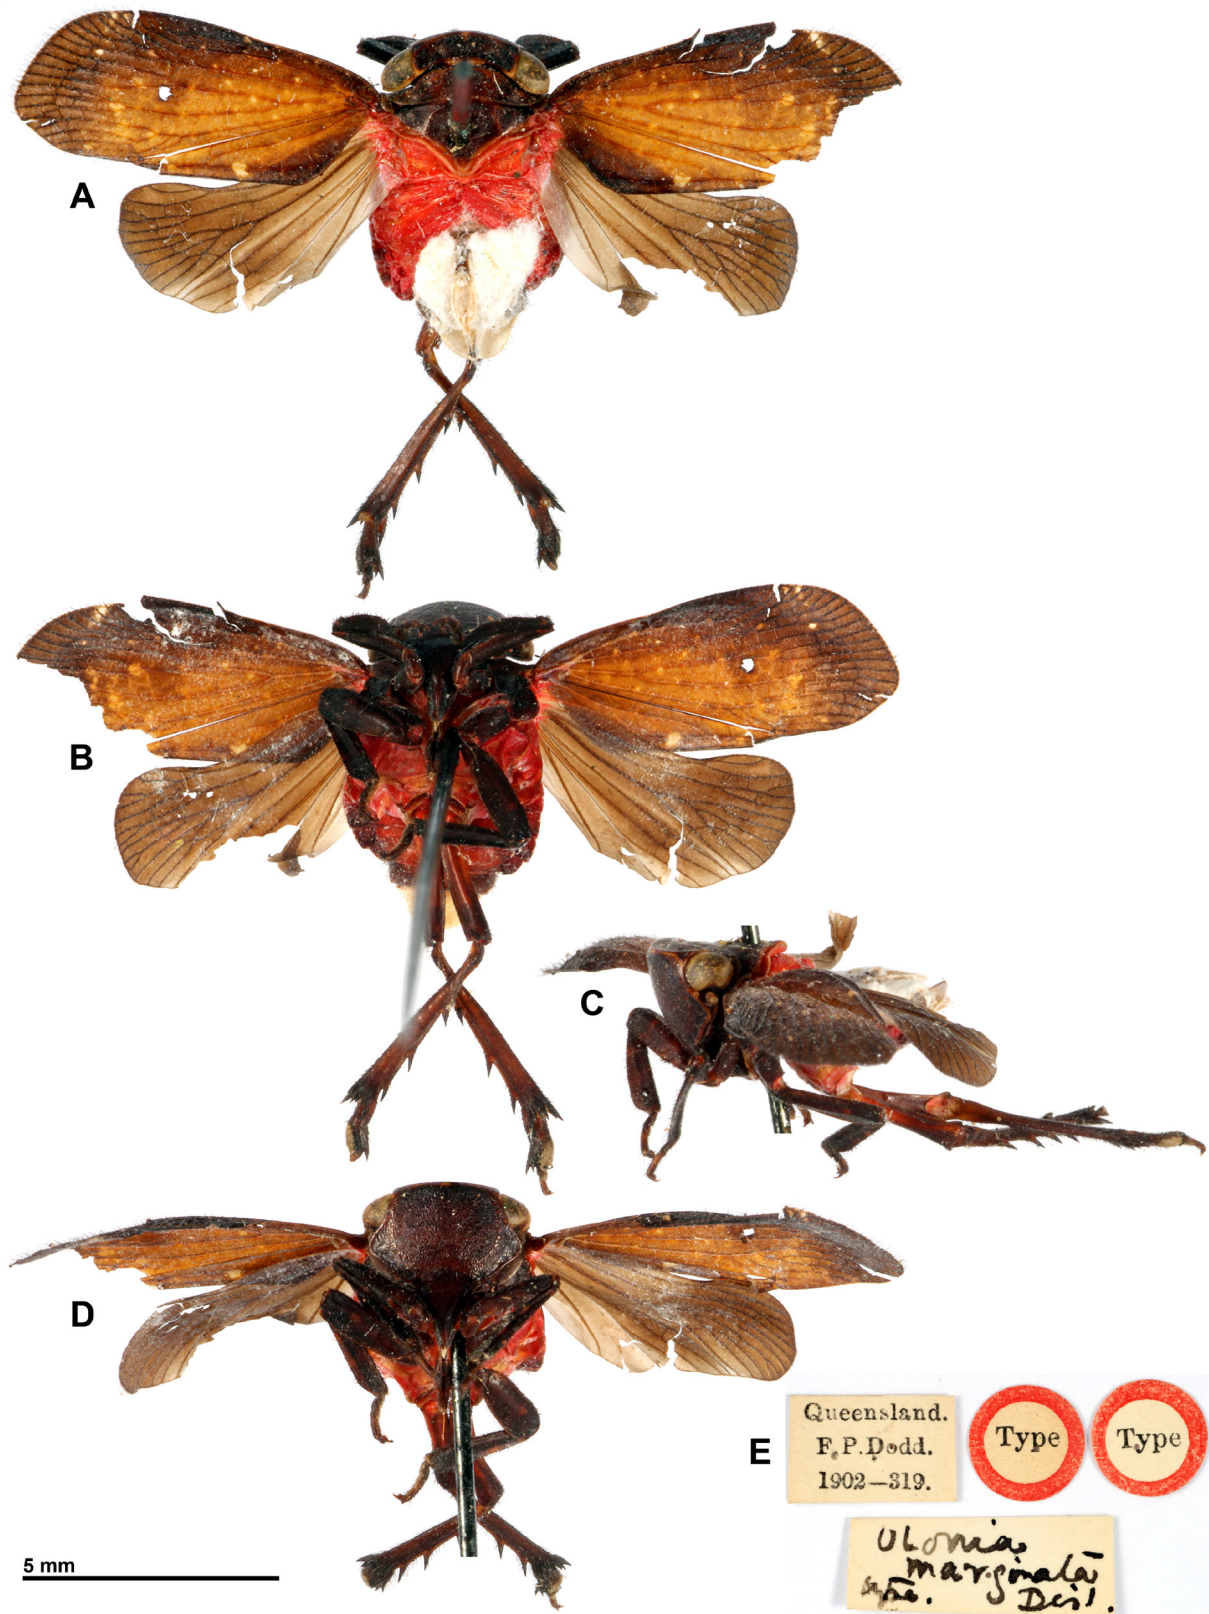 A
B
C
D
E
Queensland.
F.P.Dodd.
1902—319.
Type
Type
Ulonia
marginata
Dist.
5 mm